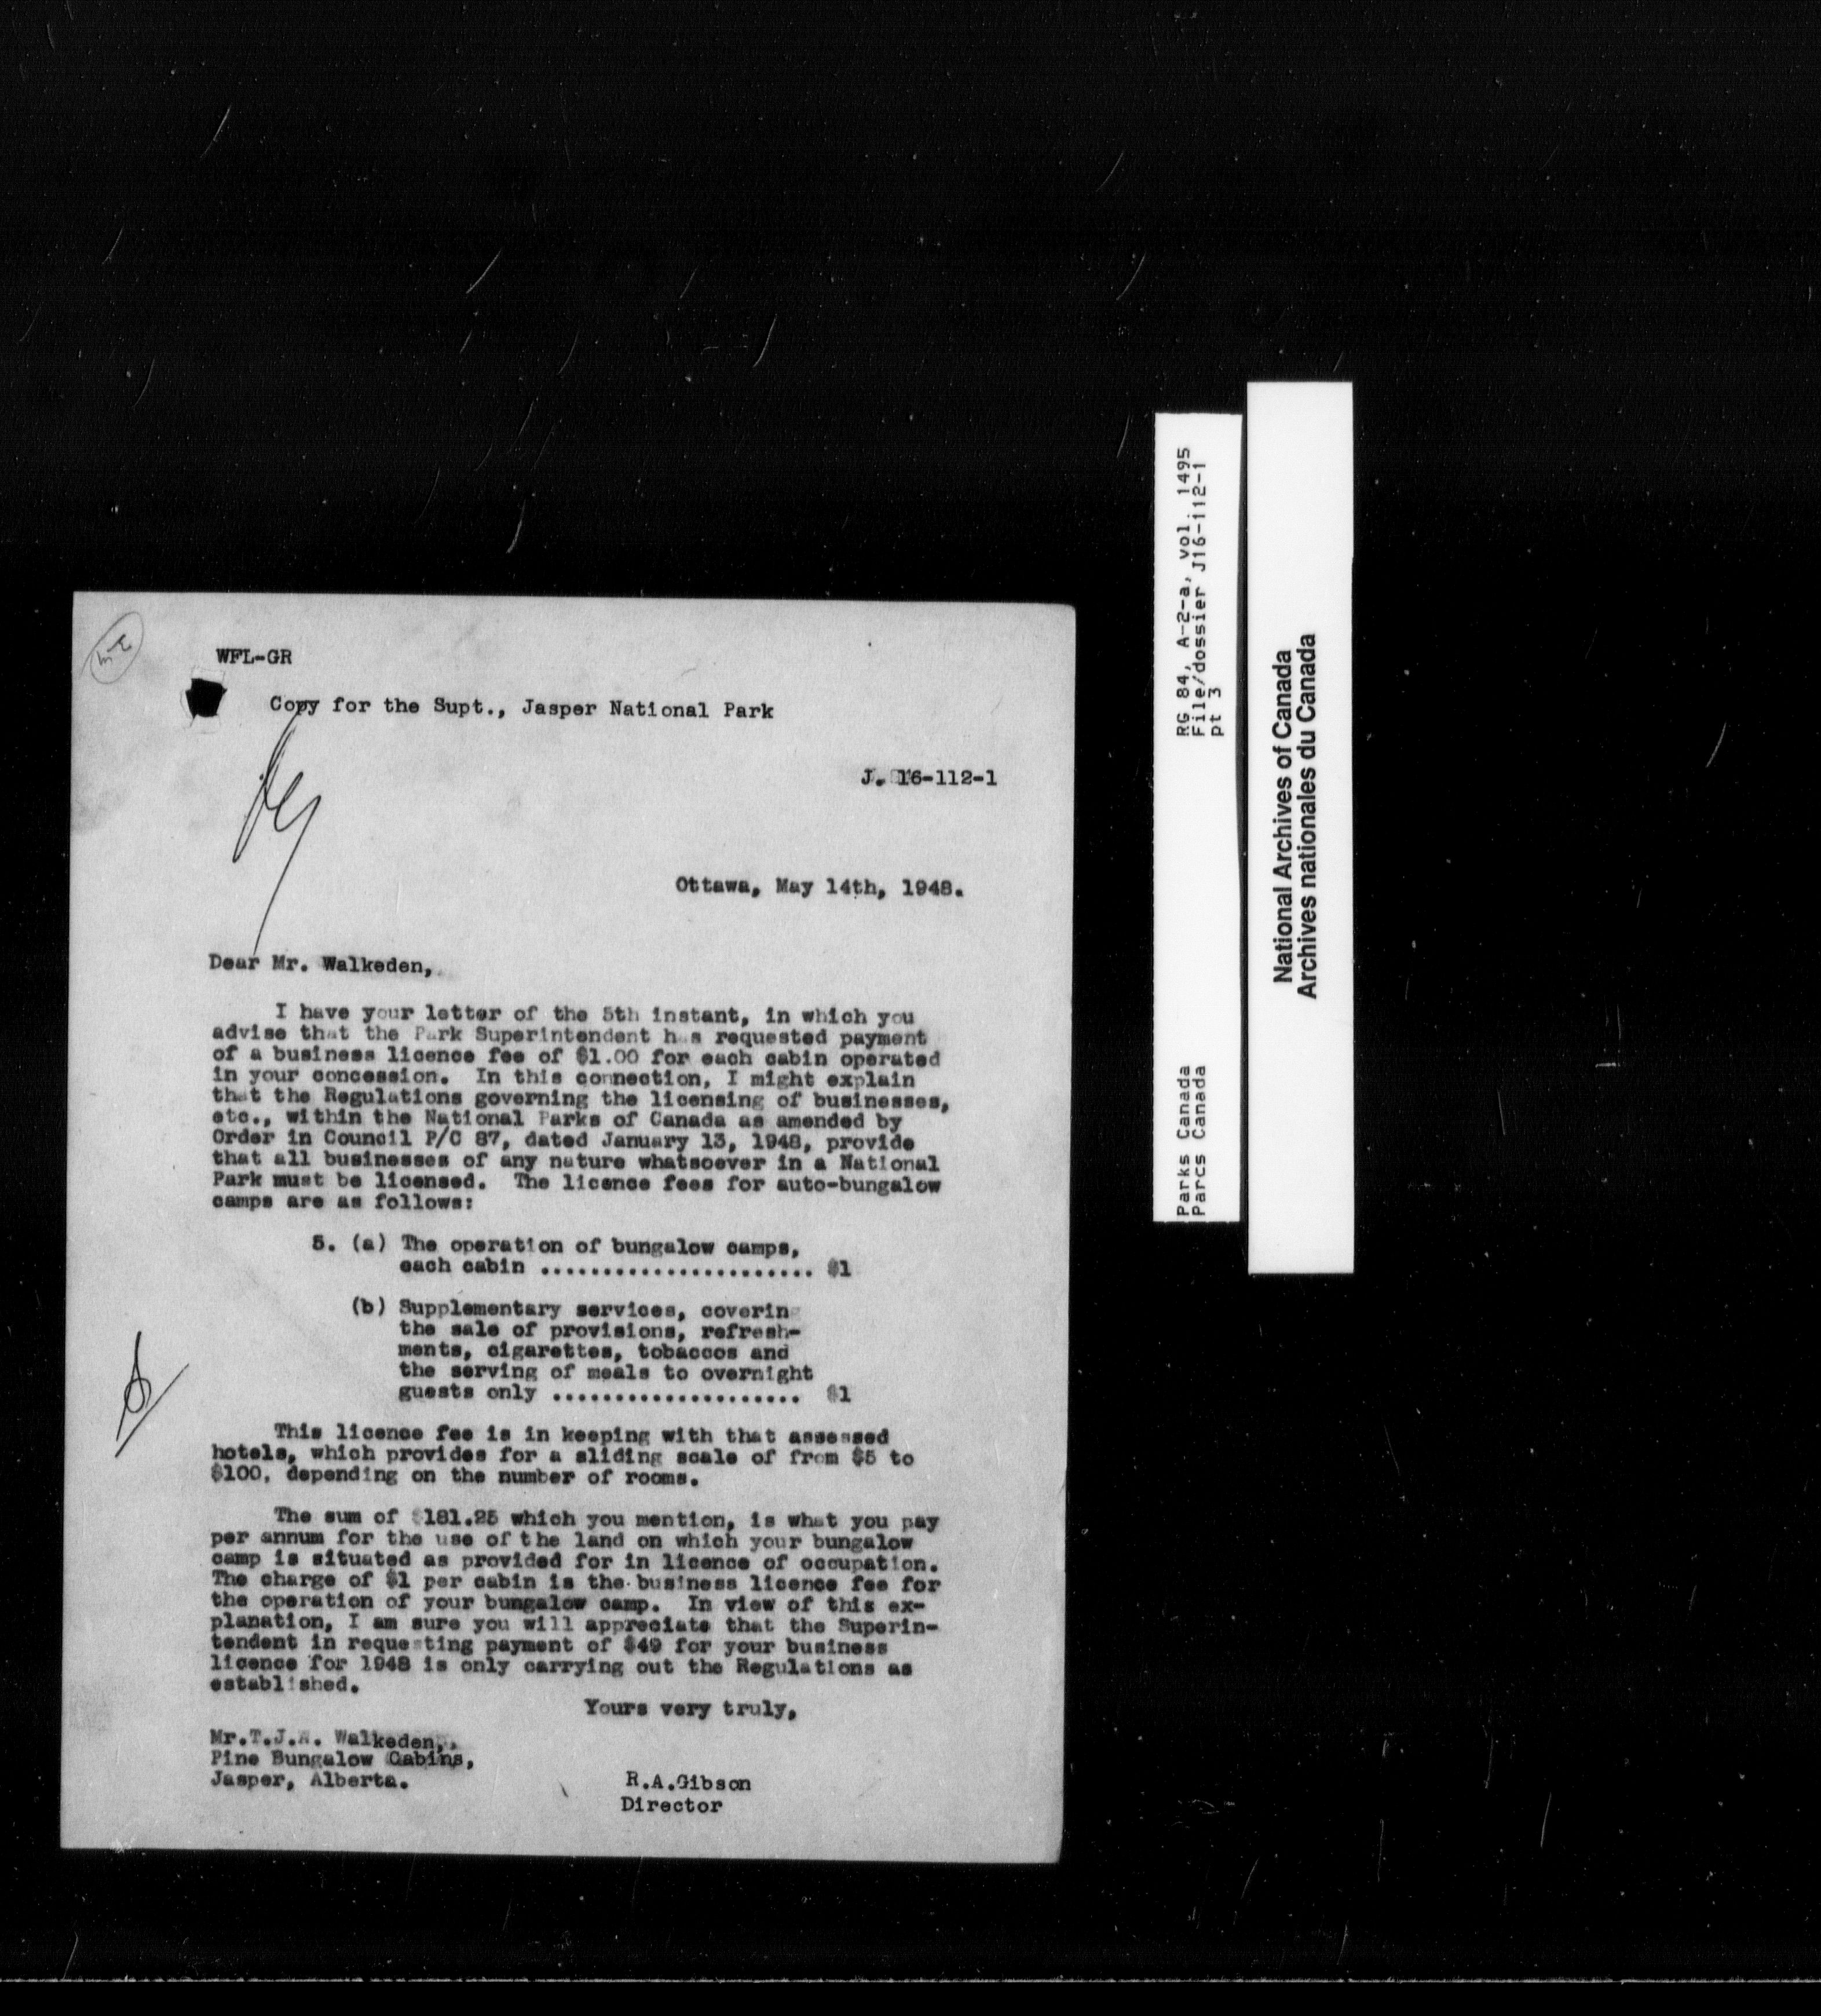 WFL-GR
Copy for the Supt., Jasper National Park
J. 16-112-1
Ottawa, May 14th, 1948.
Dear Mr. Walkeden,
I have your letter of the 5th instant, in which you
advise that the Park Superintendent has requested payment
of a business licence fee of $1.00 for each cabin operated
in your concession. In this connection, I might explain
that the Regulations governing the licensing of businesses,
etc., within the National Parks of Canada as amended by
Order in Council P/C 87, dated January 13, 1948, provide
that all businesses of any nature whatsoever in a National
Park must be licensed. The licence fees for auto-bungalow
camps are as follows:
5. (a) The operation of bungalow camps,
each cabin ...................... $1
(b) Supplementary services, covering
the sale of provisions, refresh-
ments, cigarettes, tobaccos and
the serving of meals to overnight
guests only .................... $1
This licence fee is in keeping with that assessed
hotels, which provides for a sliding scale of from $5 to
$100, depending on the number of rooms.
The sum of $181.25 which you mention, is what you pay
per annum for the use of the land on which your bungalow
camp is situated as provided for in licence of occupation.
The charge of $1 per cabin is the business licence fee for
the operation of your bungalow camp. In view of this ex-
planation, I am sure you will appreciate that the Superin-
tendent in requesting payment of $49 for your business
licence for 1948 is only carrying out the Regulations as
established.
Yours very truly,
Mr.T.J.A. Walkeden,
Pine Bungalow Cabins,
Jasper, Alberta.
R.A.Gibson
Director
Parks Canada
Parcs Canada
RG 84, A-2-a, vol. 1495
File/dossier J16-112-1
pt 3
National Archives of Canada
Archives nationales du Canada